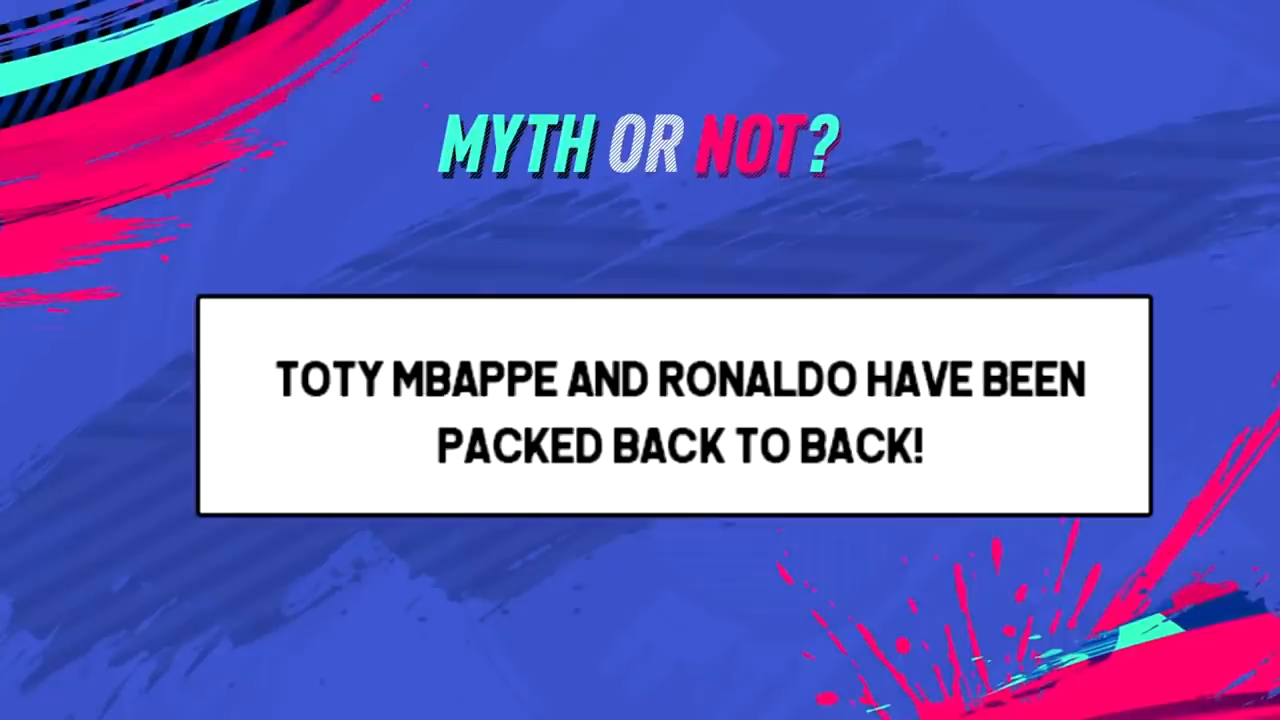 MYTH OR NOT?
TOTY MBAPPE AND RONALDO HAVE BEEN
PACKED BACK TO BACK!